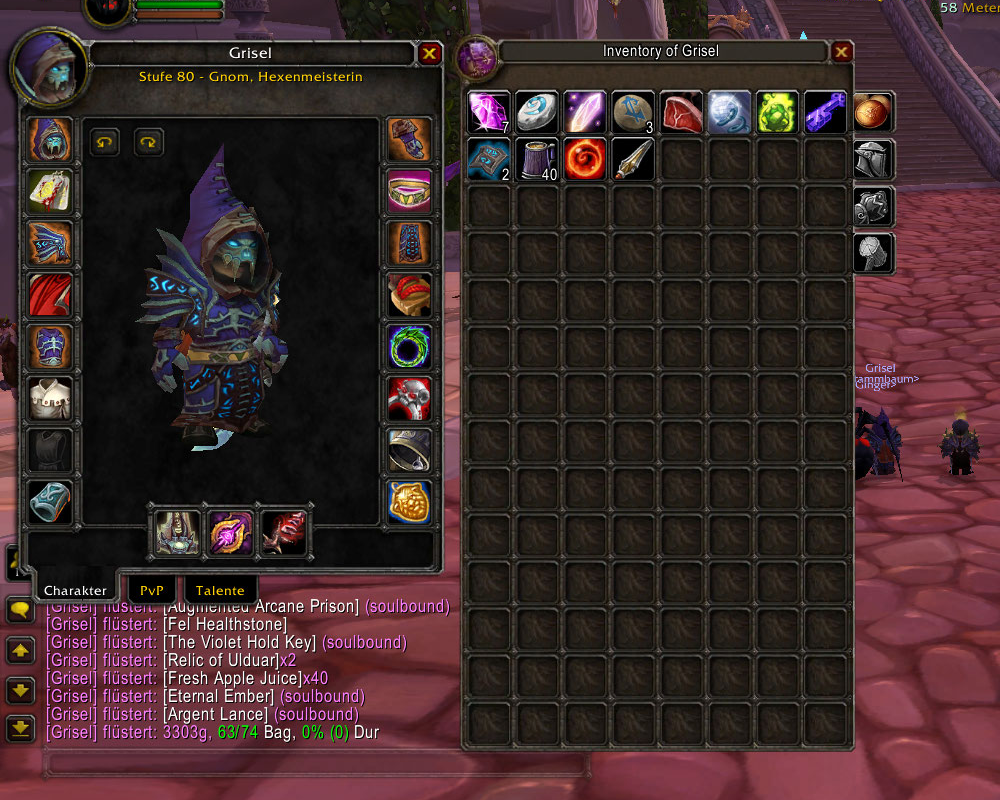 58 Meter
Grisel
Stufe 80 - Gnom, Hexenmeisterin
Inventory of Grisel
7
3
2
40
Grisel
rammbaum>
Ginger>
Charakter
PvP
Talente
[Grisel] flüstert: [Augmented Arcane Prison] (soulbound)
[Grisel] flüstert: [Fel Healthstone]
[Grisel] flüstert: [The Violet Hold Key] (soulbound)
[Grisel] flüstert: [Relic of Ulduar]x2
[Grisel] flüstert: [Fresh Apple Juice]x40
[Grisel] flüstert: [Eternal Ember] (soulbound)
[Grisel] flüstert: [Argent Lance] (soulbound)
[Grisel] flüstert: 3303g, 63/74 Bag, 0% (0) Dur